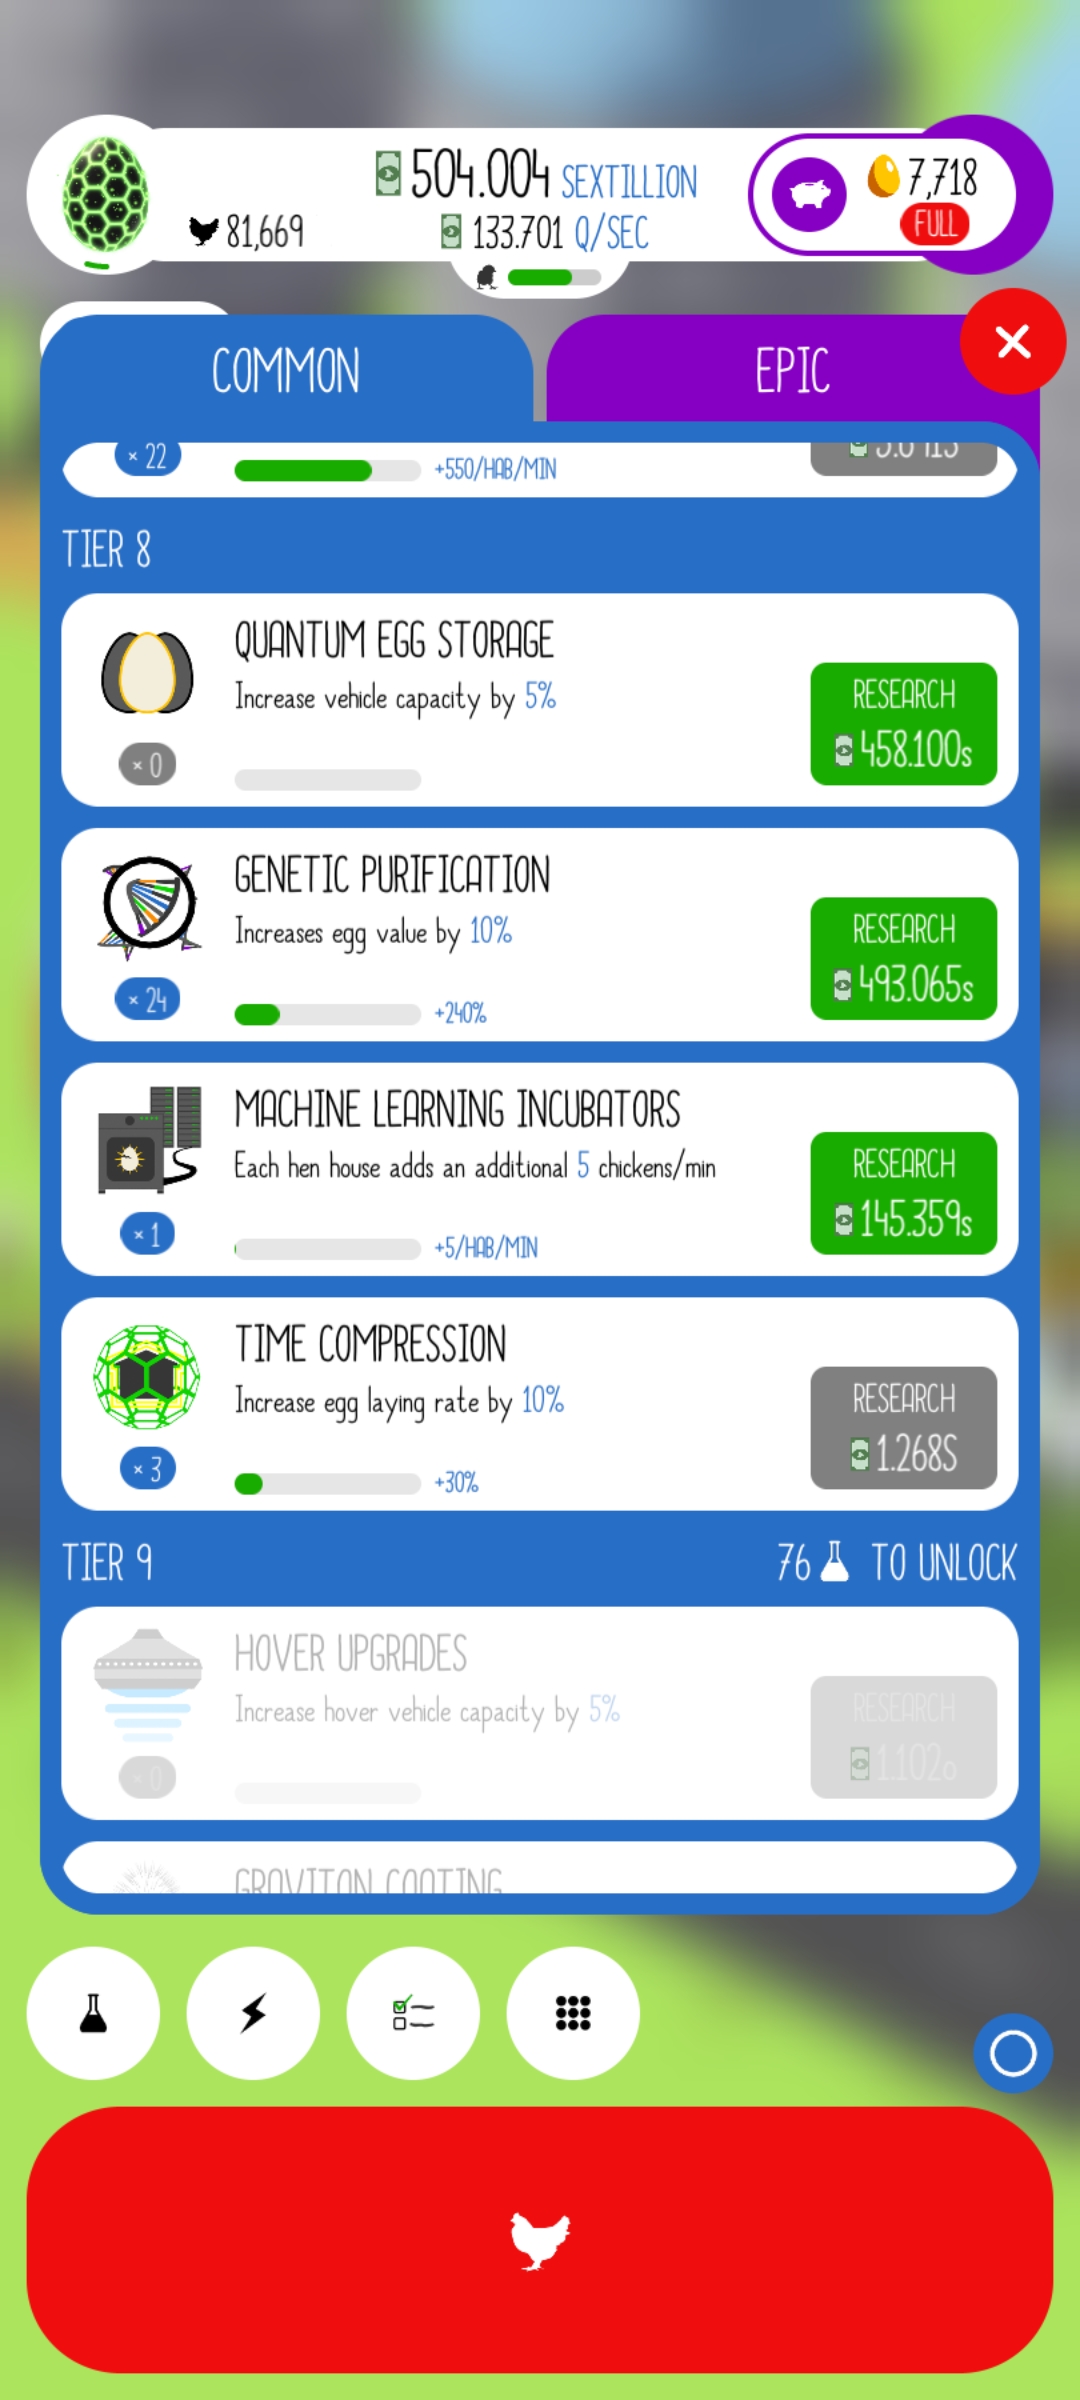 504.004 SEXTILLION
81,669
133.701 Q/SEC
7,718
FULL
COMMON
EPIC
× 22
+550/HAB/MIN
TIER 8
QUANTUM EGG STORAGE
Increase vehicle capacity by 5%
RESEARCH
458.100s
× 0
GENETIC PURIFICATION
Increases egg value by 10%
RESEARCH
493.065s
× 24
+240%
MACHINE LEARNING INCUBATORS
Each hen house adds an additional 5 chickens/min
RESEARCH
145.359s
× 1
+5/HAB/MIN
TIME COMPRESSION
Increase egg laying rate by 10%
RESEARCH
1.268S
× 3
+30%
TIER 9
76 TO UNLOCK
HOVER UPGRADES
Increase hover vehicle capacity by 5%
RESEARCH
1.102o
× 0
GRAVITON COATING